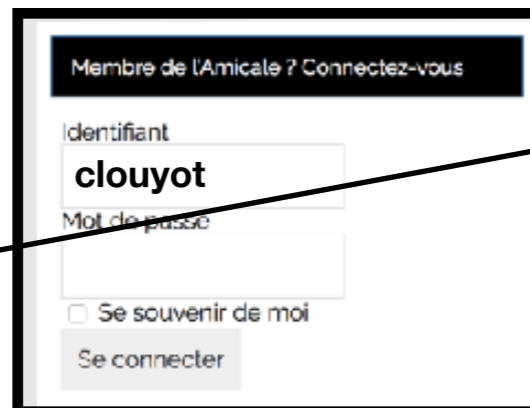 Membre de l'Amicale ? Connectez-vous
Identifiant
clouyot
Mot de passe
Se souvenir de moi
Se connecter